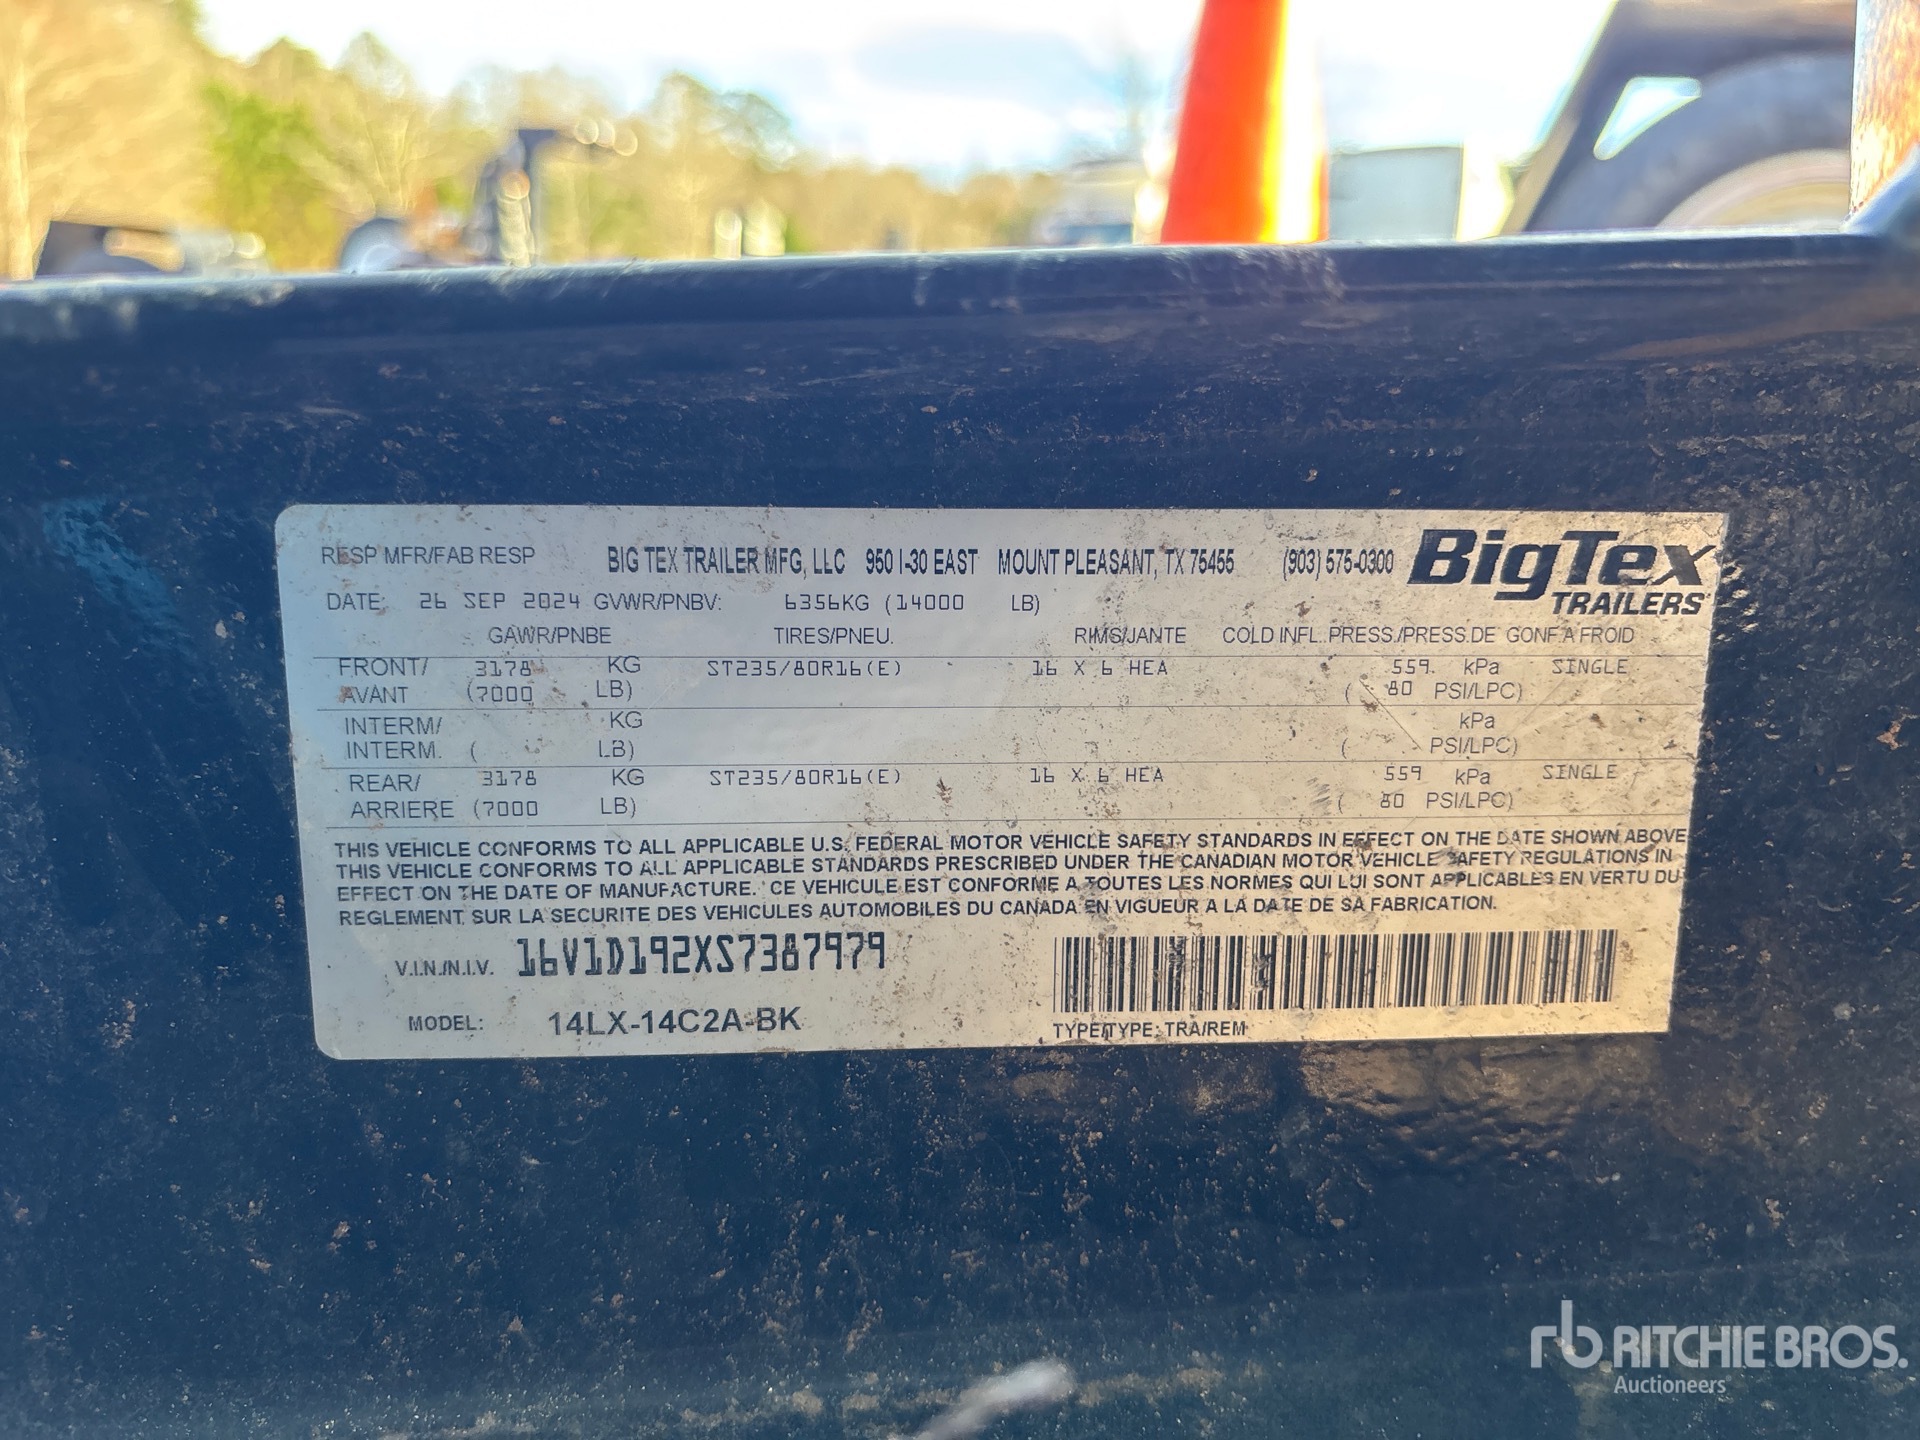 RESP MFR/FAB RESP BIG TEX TRAILER MFG, LLC 950 I-30 EAST MOUNT PLEASANT, TX 75455 (903) 575-0300 BigTex TRAILERS
DATE: 26 SEP 2024 GVWR/PNBV: 6356KG (14000 LB)
GAWR/PNBE TIRES/PNEU. RIMS/JANTE COLD INFL.PRESS./PRESS.DE GONF.A FROID
FRONT/ 3178 KG ST235/80R16(E) 16 X 6 HEA 559 kPa SINGLE
AVANT (7000 LB) ( 80 PSI/LPC)
INTERM/ KG kPa
INTERM. ( LB) ( PSI/LPC)
REAR/ 3178 KG ST235/80R16(E) 16 X 6 HEA 559 kPa SINGLE
ARRIERE (7000 LB) ( 80 PSI/LPC)
THIS VEHICLE CONFORMS TO ALL APPLICABLE U.S. FEDERAL MOTOR VEHICLE SAFETY STANDARDS IN EFFECT ON THE DATE SHOWN ABOVE
THIS VEHICLE CONFORMS TO ALL APPLICABLE STANDARDS PRESCRIBED UNDER THE CANADIAN MOTOR VEHICLE SAFETY REGULATIONS IN
EFFECT ON THE DATE OF MANUFACTURE. CE VEHICULE EST CONFORME A TOUTES LES NORMES QUI LUI SONT APPLICABLES EN VERTU DU
REGLEMENT SUR LA SECURITE DES VEHICULES AUTOMOBILES DU CANADA EN VIGUEUR A LA DATE DE SA FABRICATION.
V.I.N./N.I.V. 16V1D192XS7387979
MODEL: 14LX-14C2A-BK TYPE/TYPE: TRA/REM
rb RITCHIE BROS.
Auctioneers